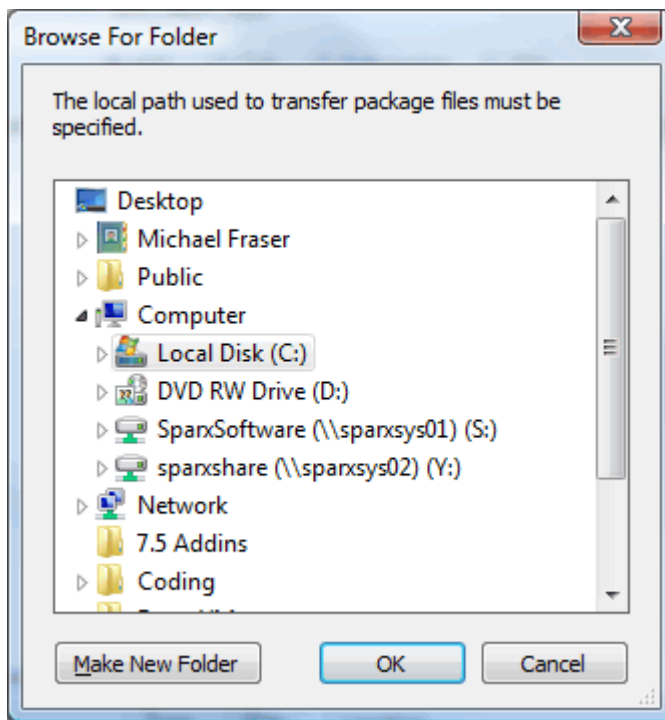 Browse For Folder
The local path used to transfer package files must be
specified.
Desktop
Michael Fraser
Public
Computer
Local Disk (C:)
DVD RW Drive (D:)
SparxSoftware (\\sparxsys01) (S:)
sparxshare (\\sparxsys02) (Y:)
Network
7.5 Addins
Coding
Make New Folder
OK
Cancel